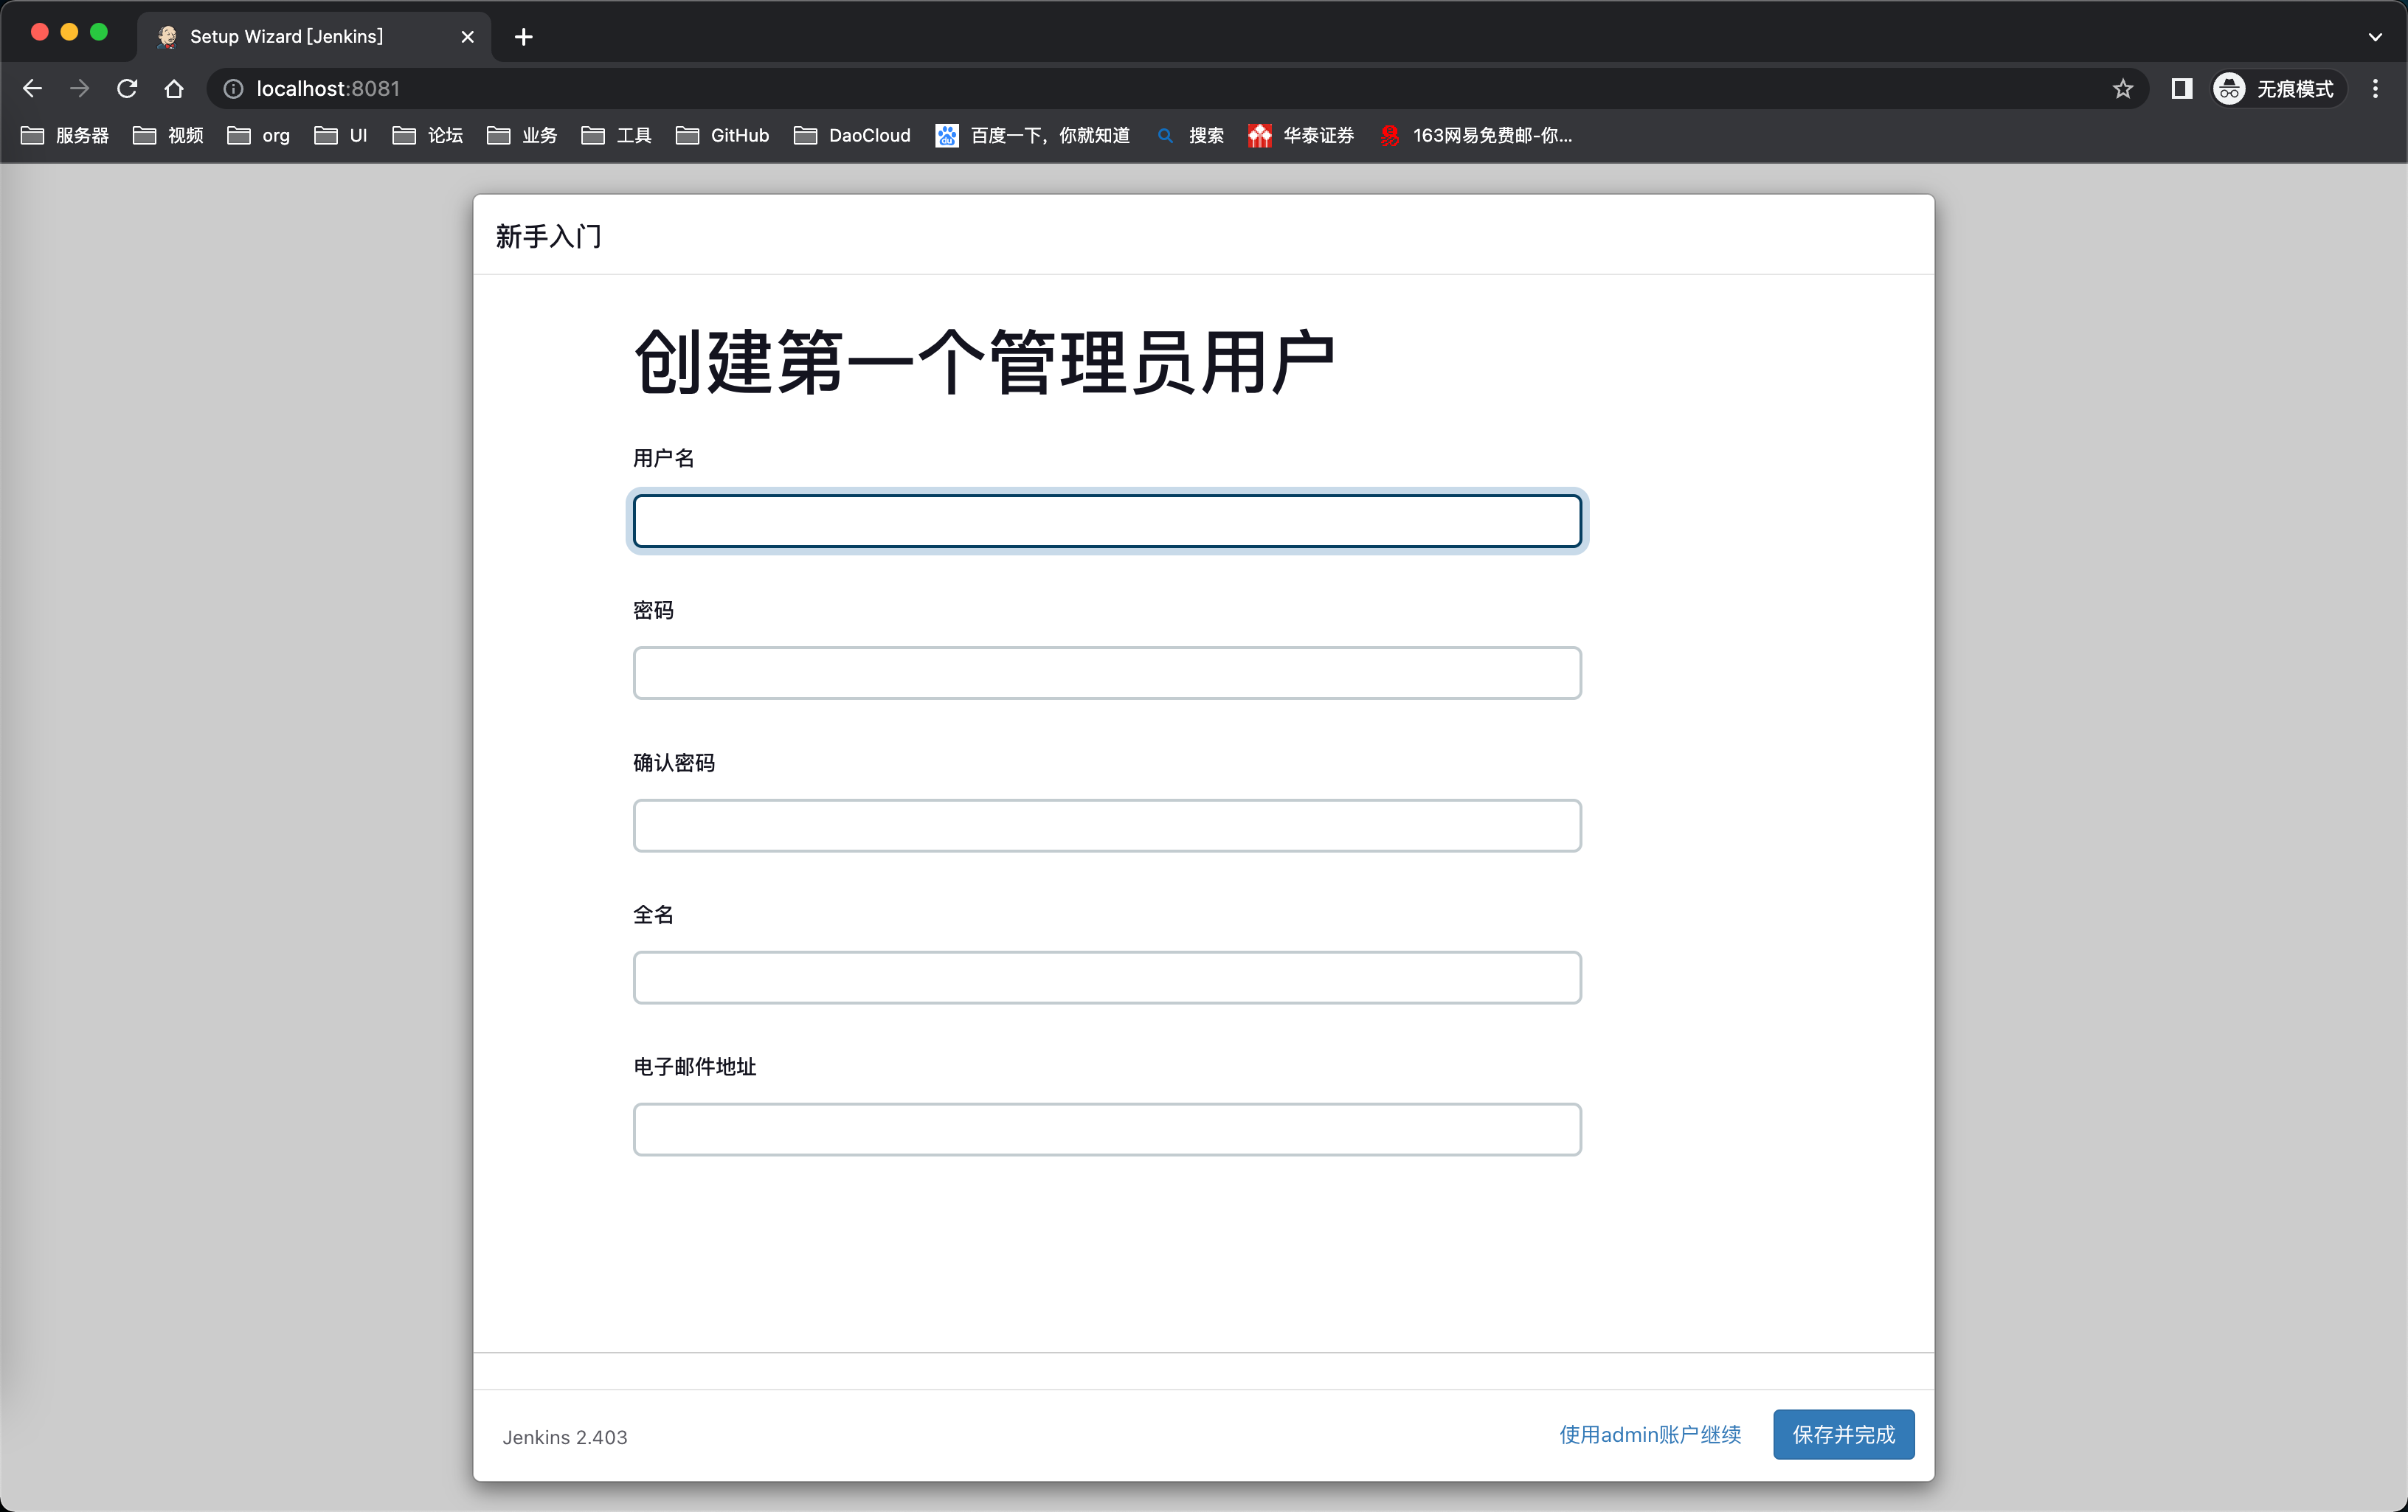 Setup Wizard [Jenkins]
localhost:8081
无痕模式
服务器 视频 org UI 论坛 业务 工具 GitHub DaoCloud 百度一下，你就知道 搜索 华泰证券 163网易免费邮-你...
新手入门
创建第一个管理员用户
用户名
密码
确认密码
全名
电子邮件地址
Jenkins 2.403
使用admin账户继续
保存并完成